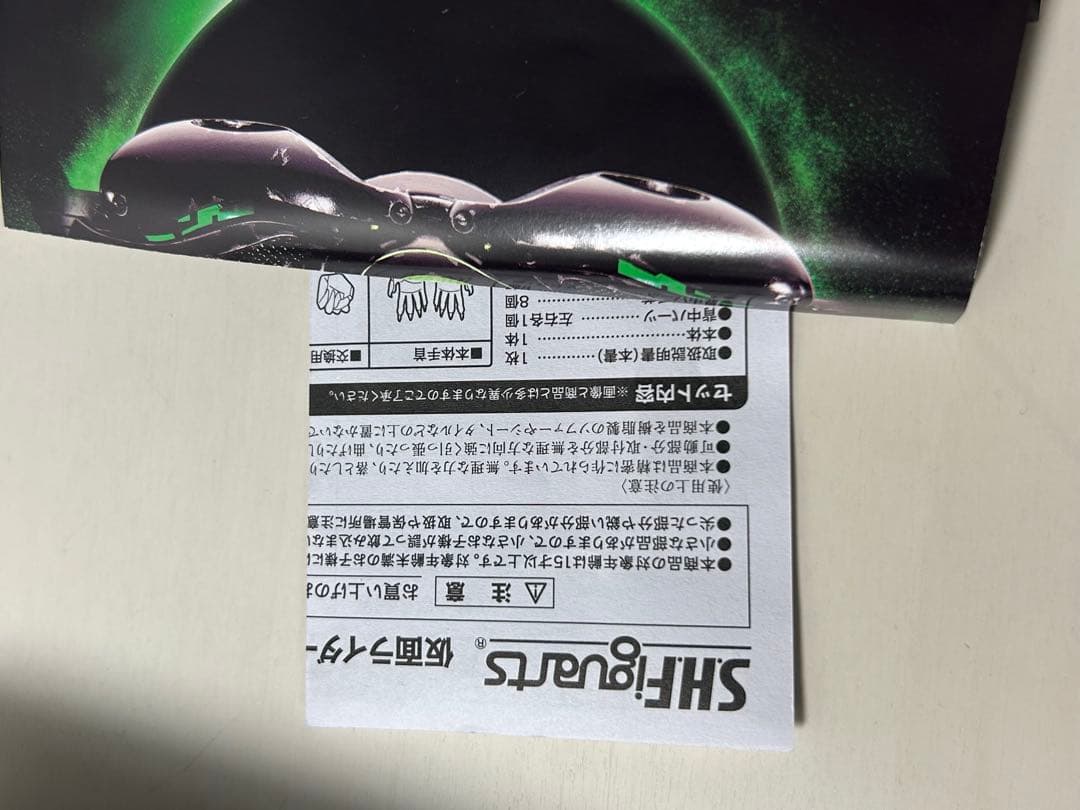 S.H.Figuarts® 仮面ライダー
⚠ 注 意 お買い上げのお
●本商品の対象年齢は15才以上です。対象年齢未満のお子様に
●小さな部品がありますので、小さなお子様が誤って飲み込まない
●尖った部分や鋭い部分がありますので、取扱や保管場所に注意
〈使用上の注意〉
●本商品は精密に作られています。無理な力を加えたり、落としたり
●可動部分・取付部分を無理な方向に強く引っ張ったり、曲げたりし
●本商品を樹脂製のソファーやシート、タイルなどの上に置かないで
セット内容 ※画像と商品とは多少異なりますのでご了承ください。
●取扱説明書(本書)………… 1枚
●本体………………………… 1体
●背中パーツ ………… 左右各1個
8個
■本体手首
■交換用